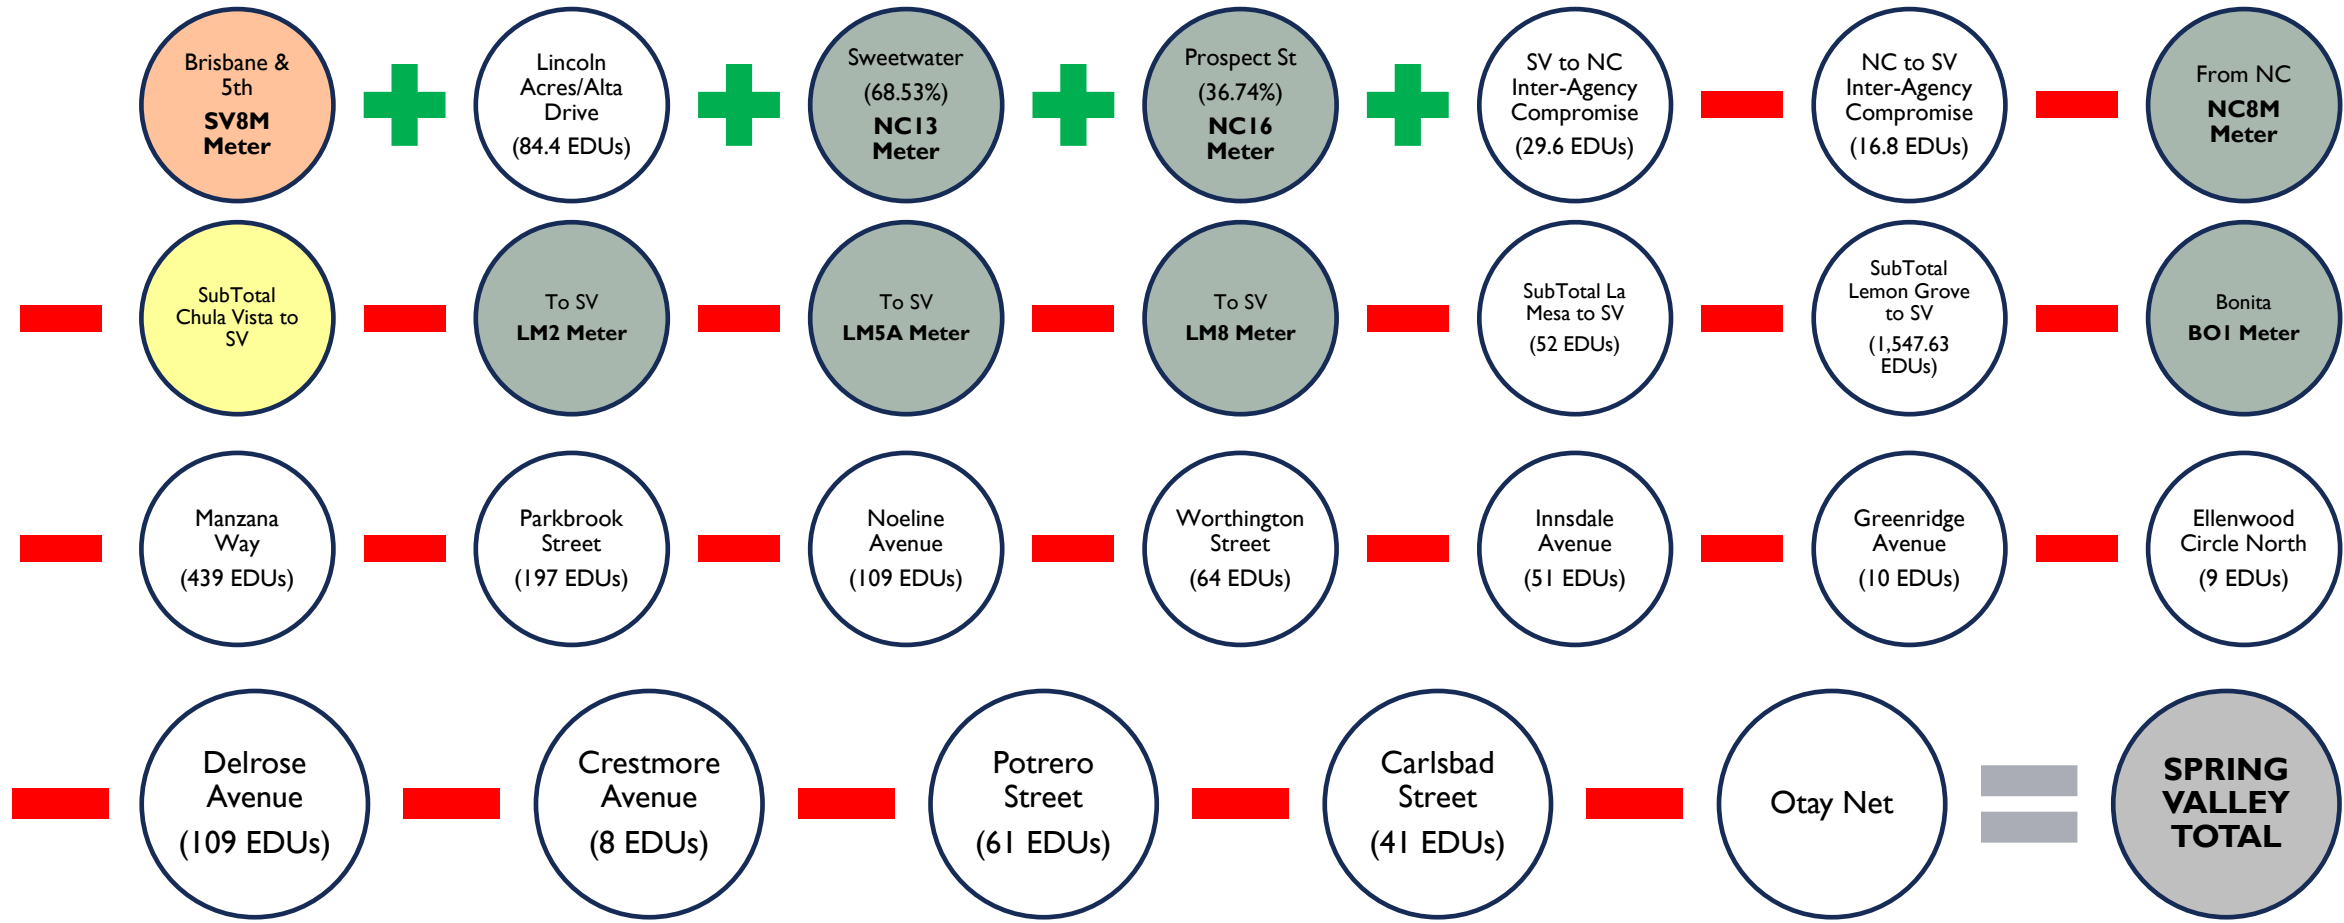 Brisbane &
5th
SV8M
Meter
Lincoln
Acres/Alta
Drive
(84.4 EDUs)
Sweetwater
(68.53%)
NC13
Meter
Prospect St
(36.74%)
NC16
Meter
SV to NC
Inter-Agency
Compromise
(29.6 EDUs)
NC to SV
Inter-Agency
Compromise
(16.8 EDUs)
From NC
NC8M
Meter
SubTotal
Chula Vista to
SV
To SV
LM2 Meter
To SV
LM5A Meter
To SV
LM8 Meter
SubTotal La
Mesa to SV
(52 EDUs)
SubTotal
Lemon Grove
to SV
(1,547.63
EDUs)
Bonita
BO1 Meter
Manzana
Way
(439 EDUs)
Parkbrook
Street
(197 EDUs)
Noeline
Avenue
(109 EDUs)
Worthington
Street
(64 EDUs)
Innsdale
Avenue
(51 EDUs)
Greenridge
Avenue
(10 EDUs)
Ellenwood
Circle North
(9 EDUs)
Delrose
Avenue
(109 EDUs)
Crestmore
Avenue
(8 EDUs)
Potrero
Street
(61 EDUs)
Carlsbad
Street
(41 EDUs)
Otay Net
SPRING
VALLEY
TOTAL